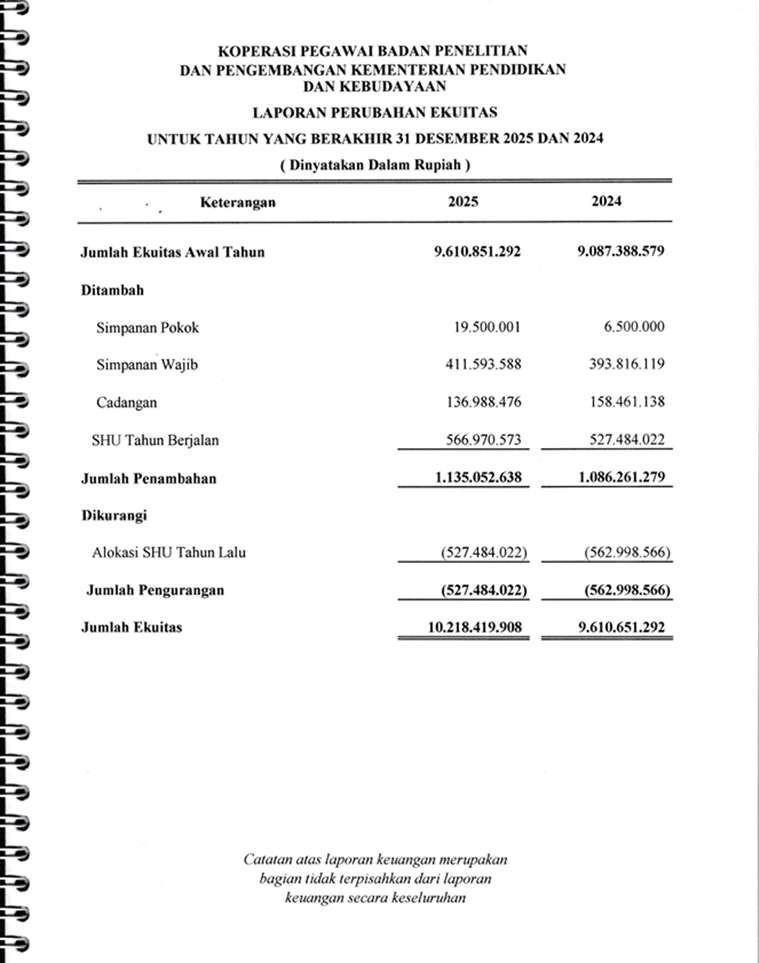 KOPERASI PEGAWAI BADAN PENELITIAN
DAN PENGEMBANGAN KEMENTERIAN PENDIDIKAN
DAN KEBUDAYAAN
LAPORAN PERUBAHAN EKUITAS
UNTUK TAHUN YANG BERAKHIR 31 DESEMBER 2025 DAN 2024
( Dinyatakan Dalam Rupiah )
Keterangan 2025 2024
Jumlah Ekuitas Awal Tahun 9.610.851.292 9.087.388.579
Ditambah
Simpanan Pokok 19.500.001 6.500.000
Simpanan Wajib 411.593.588 393.816.119
Cadangan 136.988.476 158.461.138
SHU Tahun Berjalan 566.970.573 527.484.022
Jumlah Penambahan 1.135.052.638 1.086.261.279
Dikurangi
Alokasi SHU Tahun Lalu (527.484.022) (562.998.566)
Jumlah Pengurangan (527.484.022) (562.998.566)
Jumlah Ekuitas 10.218.419.908 9.610.651.292
Catatan atas laporan keuangan merupakan
bagian tidak terpisahkan dari laporan
keuangan secara keseluruhan